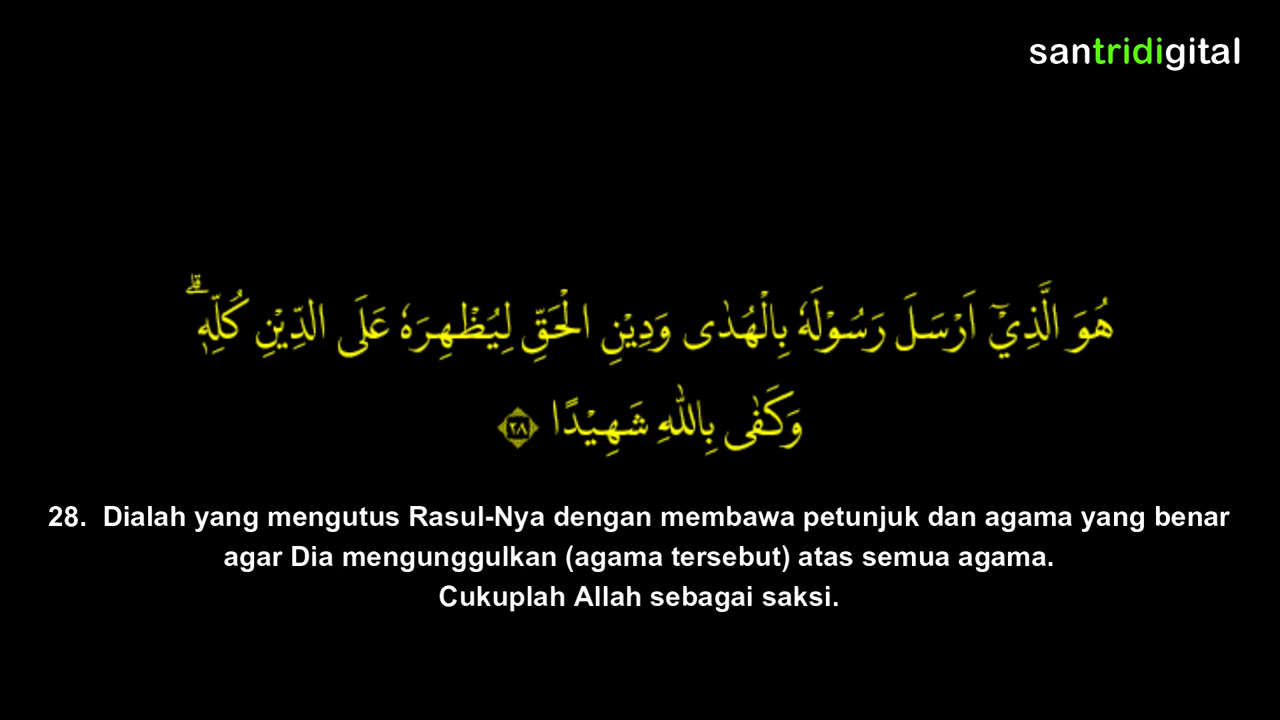 santridigital
هُوَ الَّذِيْٓ اَرْسَلَ رَسُوْلَهٗ بِالْهُدٰى وَدِيْنِ الْحَقِّ لِيُظْهِرَهٗ عَلَى الدِّيْنِ كُلِّهٖ ۗ
وَكَفٰى بِاللّٰهِ شَهِيْدًا ۝٢٨
28. Dialah yang mengutus Rasul-Nya dengan membawa petunjuk dan agama yang benar
agar Dia mengunggulkan (agama tersebut) atas semua agama.
Cukuplah Allah sebagai saksi.